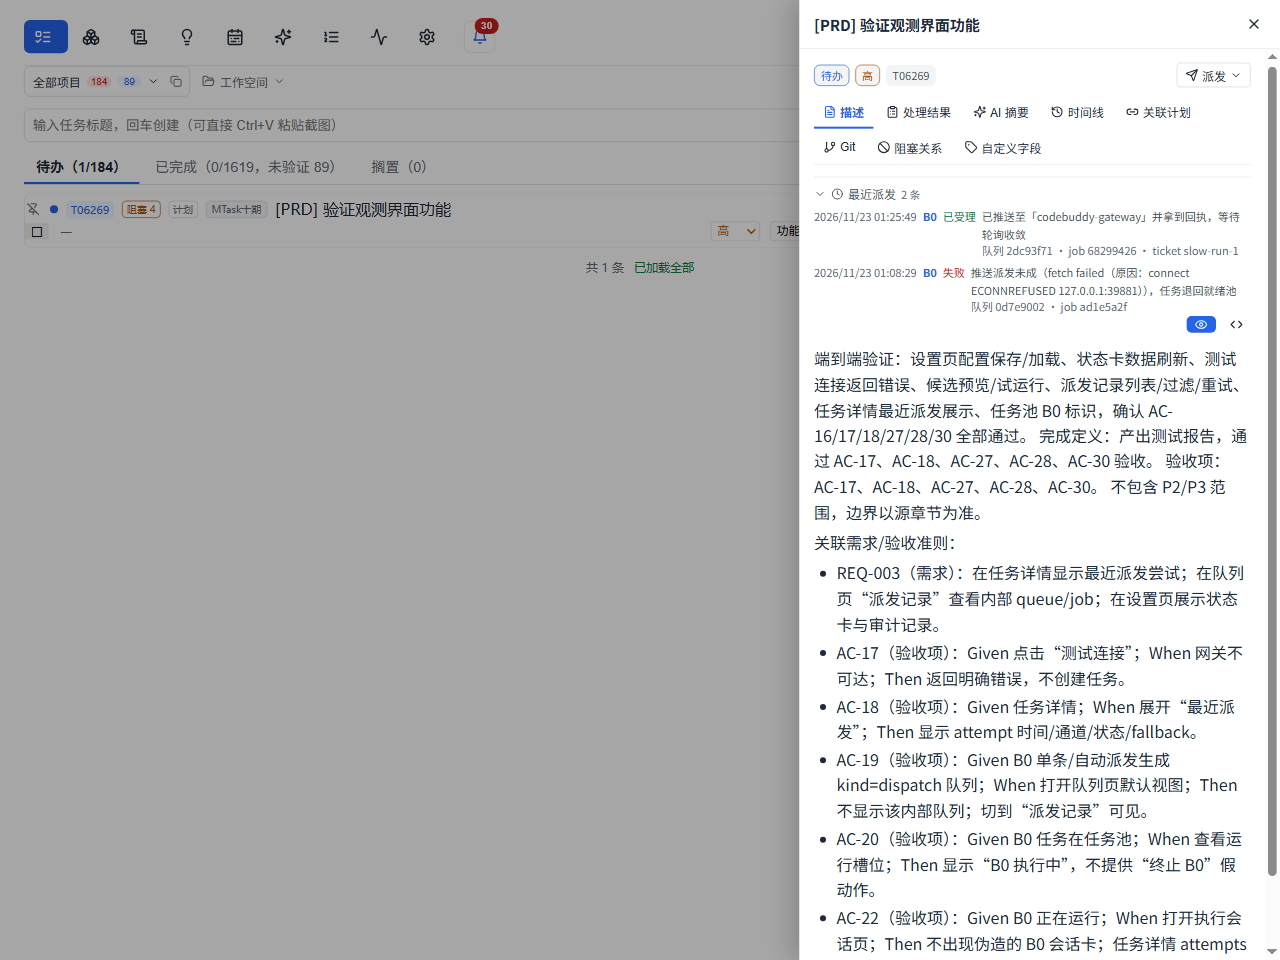 30
全部项目 184 89
工作空间
输入任务标题，回车创建（可直接 Ctrl+V 粘贴截图）
待办（1/184） 已完成（0/1619，未验证 89） 搁置（0）
T06269 阻塞 4 计划 MTask十期 [PRD] 验证观测界面功能
— 高 功能
共 1 条 已加载全部
[PRD] 验证观测界面功能
待办 高 T06269 派发
描述 处理结果 AI 摘要 时间线 关联计划
Git 阻塞关系 自定义字段
最近派发 2 条
2026/11/23 01:25:49 B0 已受理 已推送至「codebuddy-gateway」并拿到回执，等待
轮询收敛
队列 2dc93f71 · job 68299426 · ticket slow-run-1
2026/11/23 01:08:29 B0 失败 推送派发未成（fetch failed（原因：connect
ECONNREFUSED 127.0.0.1:39881)），任务退回就绪池
队列 0d7e9002 · job ad1e5a2f
端到端验证：设置页配置保存/加载、状态卡数据刷新、测试
连接返回错误、候选预览/试运行、派发记录列表/过滤/重试、
任务详情最近派发展示、任务池 B0 标识，确认 AC-
16/17/18/27/28/30 全部通过。 完成定义：产出测试报告，通
过 AC-17、AC-18、AC-27、AC-28、AC-30 验收。 验收项：
AC-17、AC-18、AC-27、AC-28、AC-30。 不包含 P2/P3 范
围，边界以源章节为准。
关联需求/验收准则：
REQ-003（需求）：在任务详情显示最近派发尝试；在队列
页“派发记录”查看内部 queue/job；在设置页展示状态
卡与审计记录。
AC-17（验收项）：Given 点击“测试连接”；When 网关不
可达；Then 返回明确错误，不创建任务。
AC-18（验收项）：Given 任务详情；When 展开“最近派
发”；Then 显示 attempt 时间/通道/状态/fallback。
AC-19（验收项）：Given B0 单条/自动派发生成
kind=dispatch 队列；When 打开队列页默认视图；Then
不显示该内部队列；切到“派发记录”可见。
AC-20（验收项）：Given B0 任务在任务池；When 查看运
行槽位；Then 显示“B0 执行中”，不提供“终止 B0”假
动作。
AC-22（验收项）：Given B0 正在运行；When 打开执行会
话页；Then 不出现伪造的 B0 会话卡；任务详情 attempts